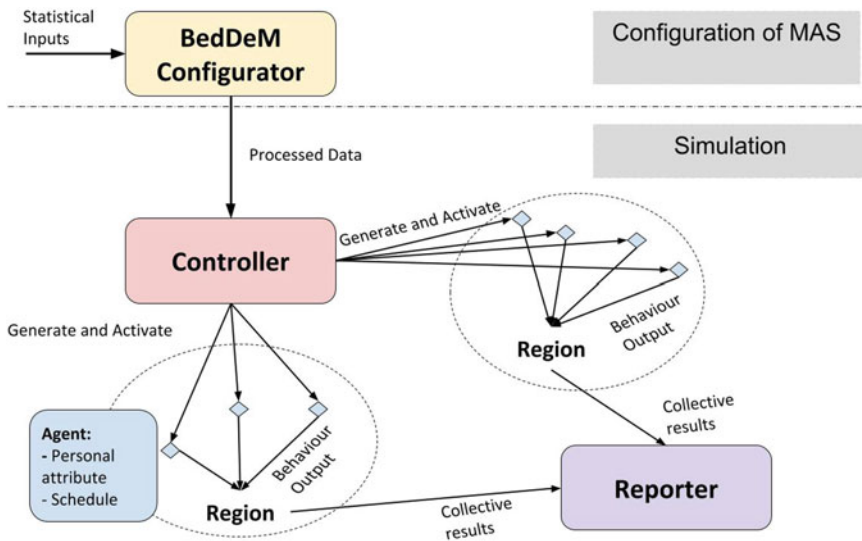 Statistical
Inputs
BedDeM
Configurator
Configuration of MAS
Processed Data
Simulation
Generate and Activate
Controller
Behaviour
Output
Region
Generate and Activate
Collective
results
Agent:
- Personal
attribute
- Schedule
Behaviour
Output
Region
Collective
results
Reporter